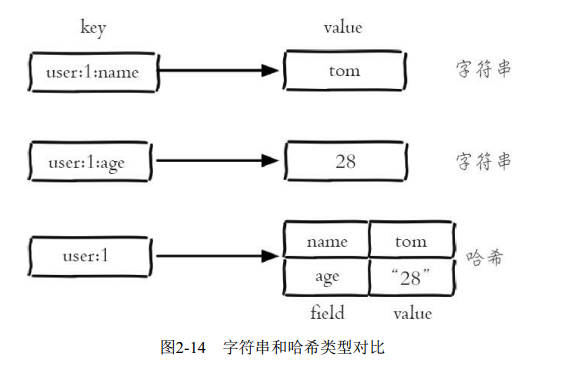 key value
user:1:name tom 字符串
user:1:age 28 字符串
user:1 name tom 哈希
age “28”
field value
图2-14 字符串和哈希类型对比